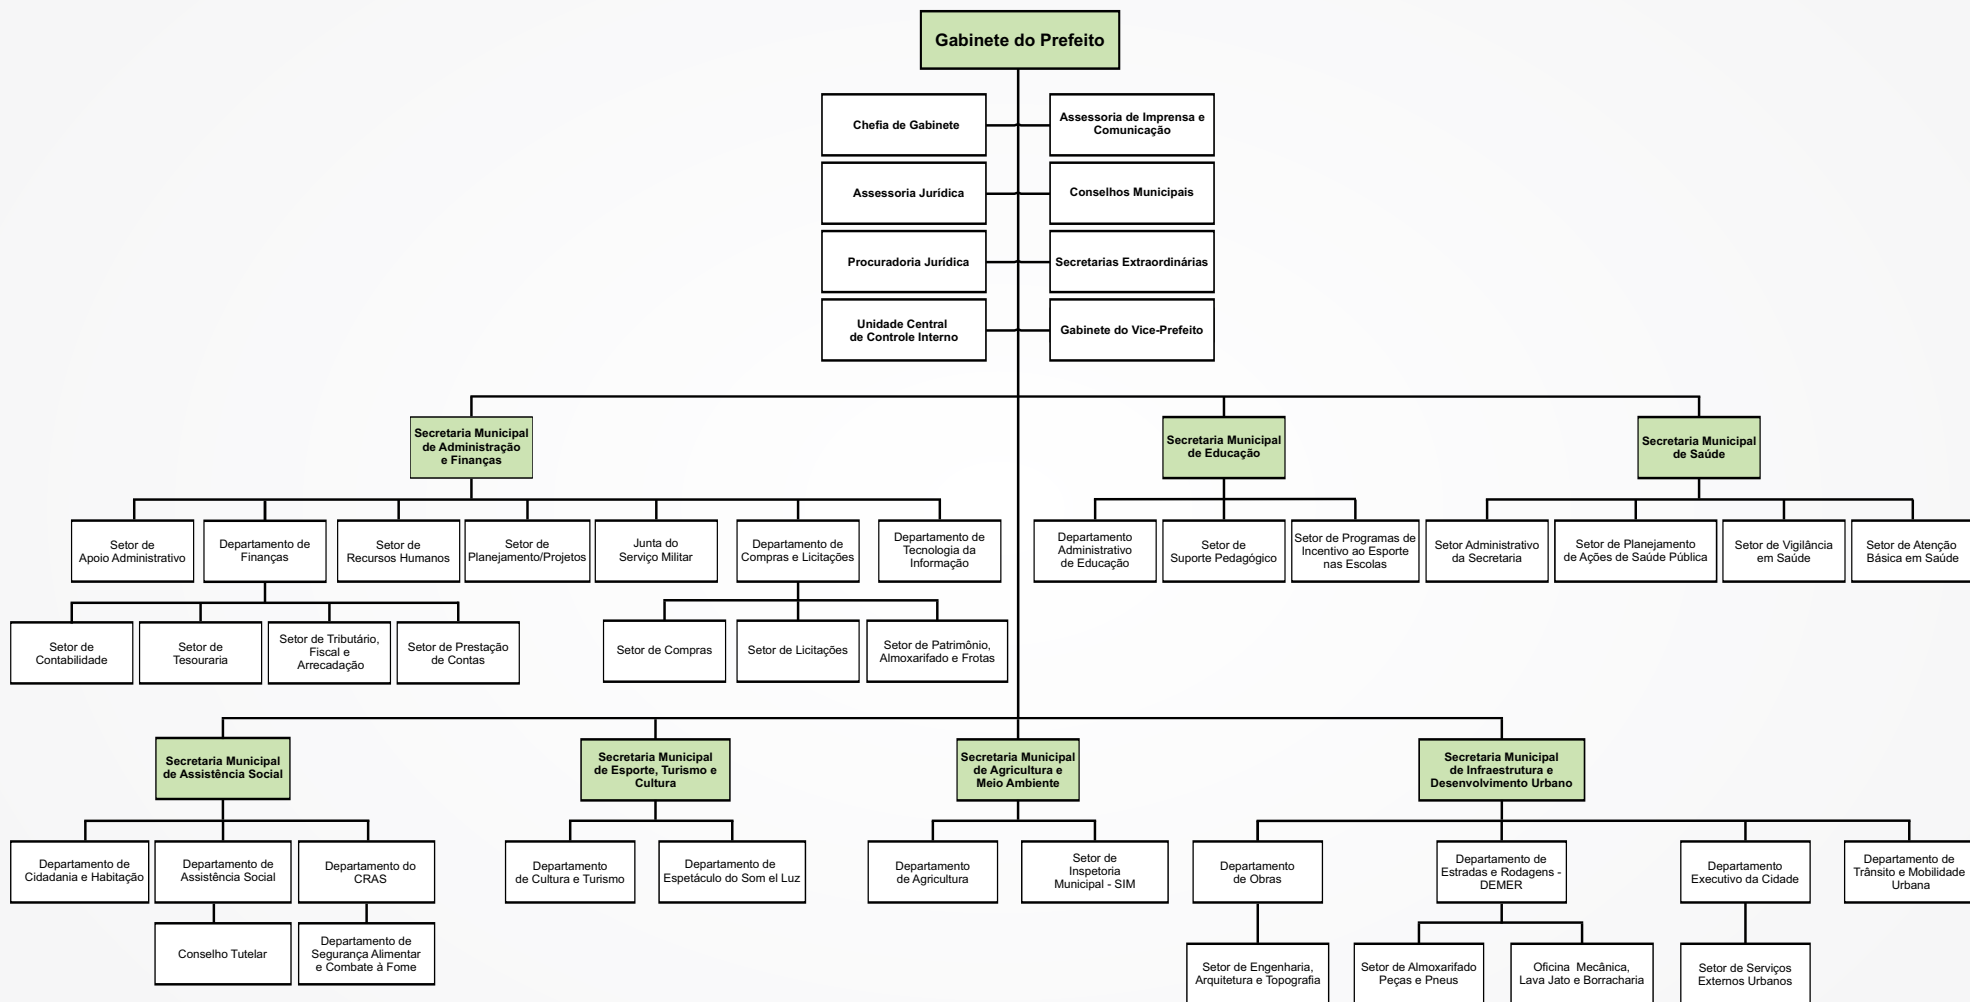 Gabinete do Prefeito
Chefia de Gabinete
Assessoria de Imprensa e
Comunicação
Assessoria Jurídica
Conselhos Municipais
Procuradoria Jurídica
Secretarias Extraordinárias
Unidade Central
de Controle Interno
Gabinete do Vice-Prefeito
Secretaria Municipal
de Administração
e Finanças
Secretaria Municipal
de Educação
Secretaria Municipal
de Saúde
Setor de
Apoio Administrativo
Departamento de
Finanças
Setor de
Recursos Humanos
Setor de
Planejamento/Projetos
Junta do
Serviço Militar
Departamento de
Compras e Licitações
Departamento de
Tecnologia da
Informação
Departamento
Administrativo
de Educação
Setor de
Suporte Pedagógico
Setor de Programas de
Incentivo ao Esporte
nas Escolas
Setor Administrativo
da Secretaria
Setor de Planejamento
de Ações de Saúde Pública
Setor de Vigilância
em Saúde
Setor de Atenção
Básica em Saúde
Setor de
Contabilidade
Setor de
Tesouraria
Setor de Tributário,
Fiscal e
Arrecadação
Setor de Prestação
de Contas
Setor de Compras
Setor de Licitações
Setor de Patrimônio,
Almoxarifado e Frotas
Secretaria Municipal
de Assistência Social
Secretaria Municipal
de Esporte, Turismo e
Cultura
Secretaria Municipal
de Agricultura e
Meio Ambiente
Secretaria Municipal
de Infraestrutura e
Desenvolvimento Urbano
Departamento de
Cidadania e Habitação
Departamento de
Assistência Social
Departamento do
CRAS
Departamento
de Cultura e Turismo
Departamento de
Espetáculo do Som el Luz
Departamento
de Agricultura
Setor de
Inspetoria
Municipal - SIM
Departamento
de Obras
Departamento de
Estradas e Rodagens -
DEMER
Departamento
Executivo da Cidade
Departamento de
Trânsito e Mobilidade
Urbana
Conselho Tutelar
Departamento de
Segurança Alimentar
e Combate à Fome
Setor de Engenharia,
Arquitetura e Topografia
Setor de Almoxarifado
Peças e Pneus
Oficina Mecânica,
Lava Jato e Borracharia
Setor de Serviços
Externos Urbanos